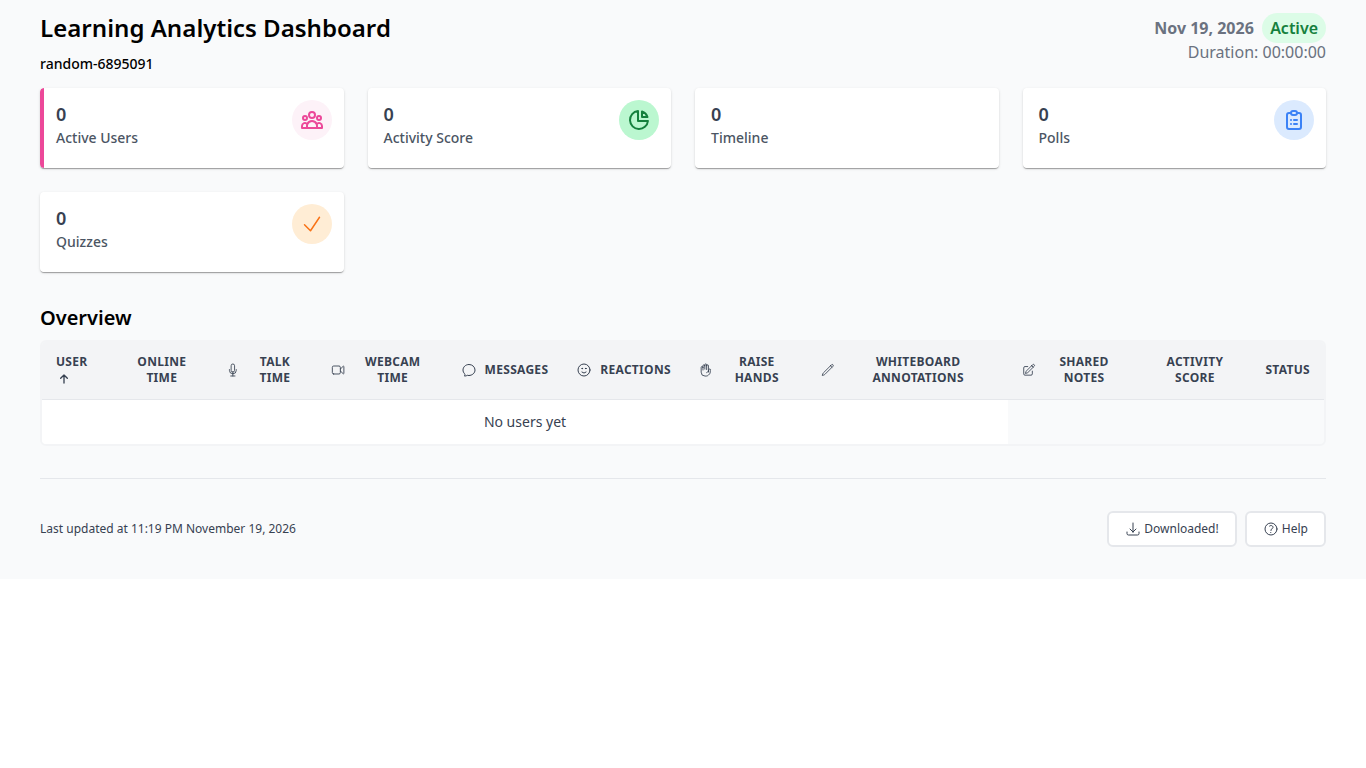 Learning Analytics Dashboard
Nov 19, 2026 Active
Duration: 00:00:00
random-6895091
0
Active Users
0
Activity Score
0
Timeline
0
Polls
0
Quizzes
Overview
USER
ONLINE TIME
TALK TIME
WEBCAM TIME
MESSAGES
REACTIONS
RAISE HANDS
WHITEBOARD ANNOTATIONS
SHARED NOTES
ACTIVITY SCORE
STATUS
No users yet
Last updated at 11:19 PM November 19, 2026
Downloaded!
Help